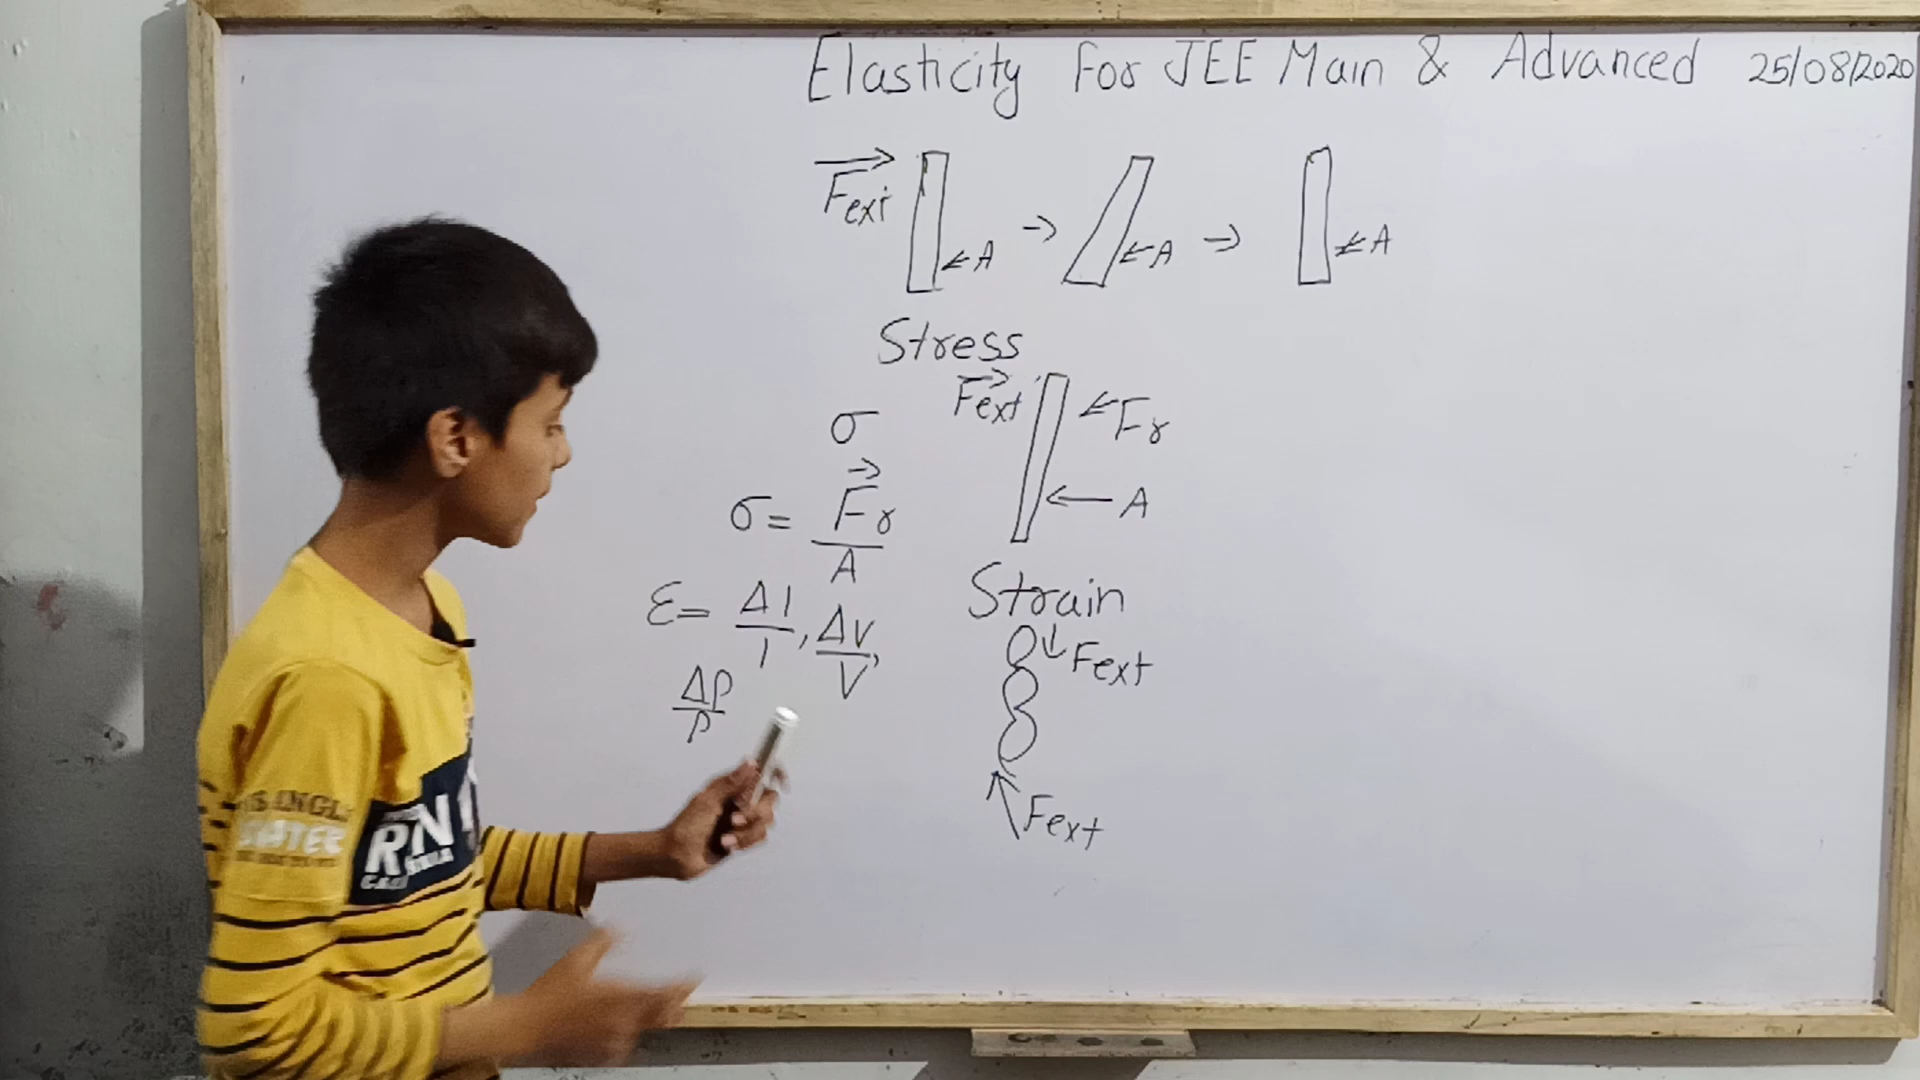 Elasticity For JEE Main & Advanced 25/08/2020
Fext A → A → A
Stress
Fext Fr
σ
σ = Fr/A
A
Strain
ε = Δl/l, ΔV/V,
Δρ/ρ
Fext
Fext
RN